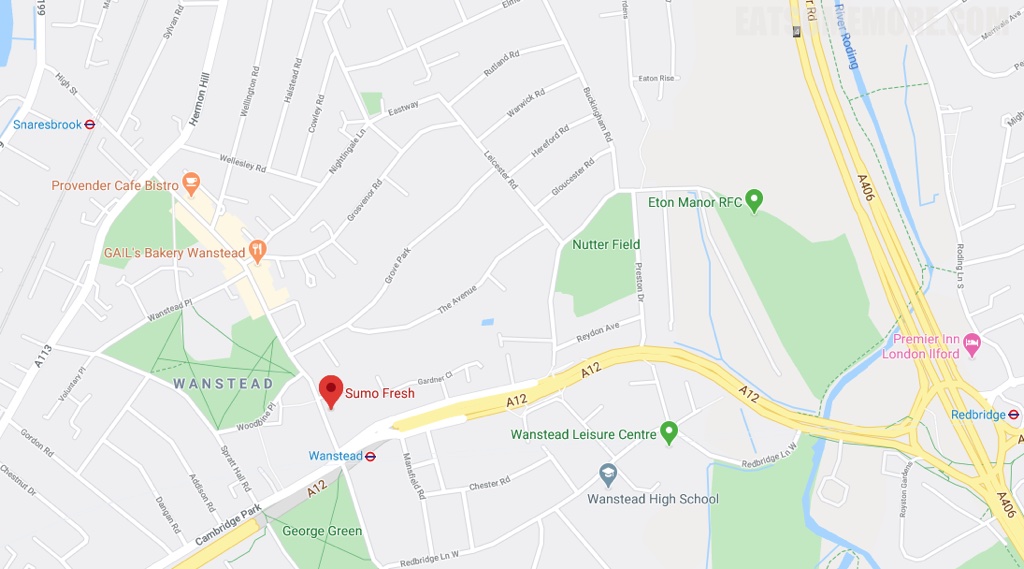 EATSLIVEMORE.COM
A199
Sylvan Rd
Elm
River Roding
r Rd
Rutland Rd
Eaton Rise
High St
Hermon Hill
Wellington Rd
Halstead Rd
Cowley Rd
Eastway
Warwick Rd
Buckingham Rd
Snaresbrook
Nightingale Ln
Hereford Rd
Wellesley Rd
Leicester Rd
Gloucester Rd
Provender Cafe Bistro
Grosvenor Rd
A406
Eton Manor RFC
GAIL's Bakery Wanstead
Nutter Field
Grove Park
Preston Dr
Roding Ln S
Wanstead Pl
The Avenue
Reydon Ave
Premier Inn
London Ilford
A113
Voluntary Pl
WANSTEAD
Gardner Cl
A12
Sumo Fresh
A12
A12
Woodbine Pl
Redbridge
Gordon Rd
Wanstead Leisure Centre
Wanstead
Redbridge Ln W
Spratt Hall Rd
Mansfield Rd
Chester Rd
Wanstead High School
Chestnut Dr
Addison Rd
Dangan Rd
A12
Royston Gardens
A406
Cambridge Park
George Green
Redbridge Ln W